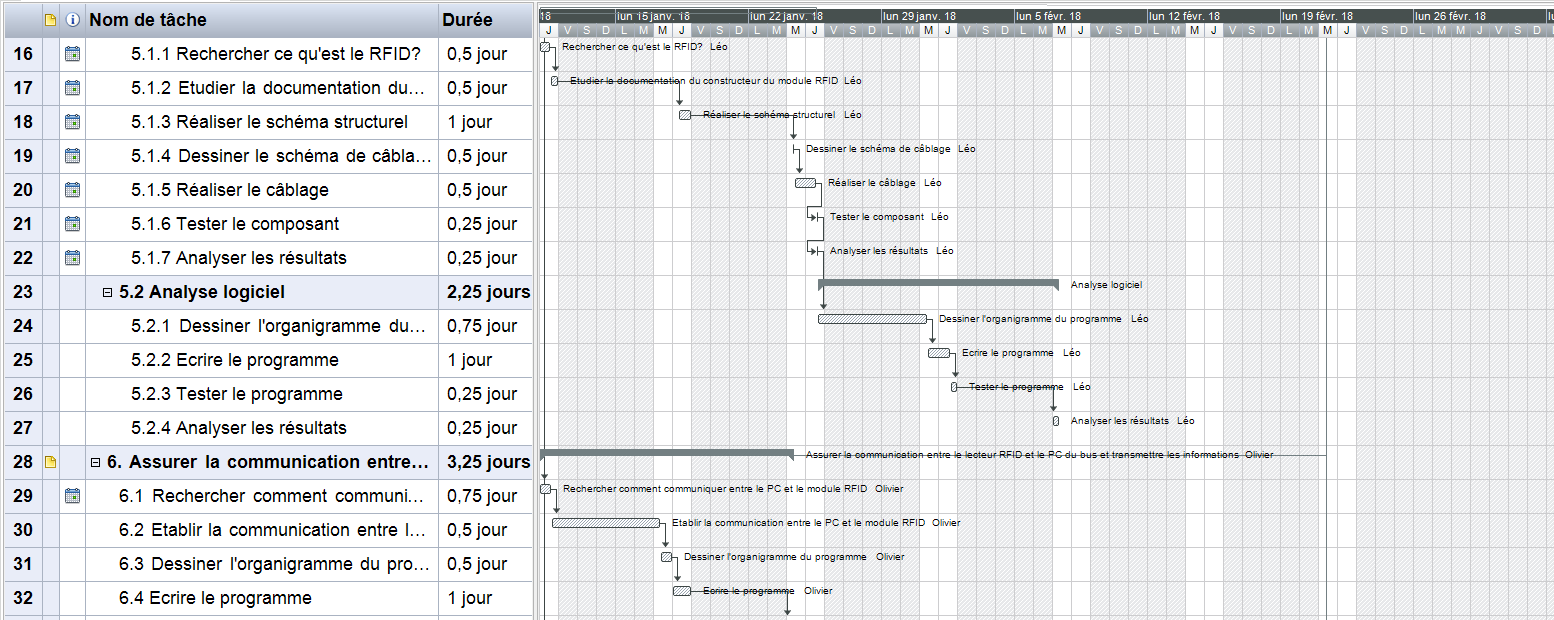 Nom de tâche Durée
18 lun 15 janv. 18 lun 22 janv. 18 lun 29 janv. 18 lun 5 févr. 18 lun 12 févr. 18 lun 19 févr. 18 lun 26 févr. 18
J V S D L M M J V S D L M M J V S D L M M J V S D L M M J V S D L M M J V S D L M M J V S D L M M J V S D
16 5.1.1 Rechercher ce qu'est le RFID? 0,5 jour Rechercher ce qu'est le RFID? Léo
17 5.1.2 Etudier la documentation du... 0,5 jour Etudier la documentation du constructeur du module RFID Léo
18 5.1.3 Réaliser le schéma structurel 1 jour Réaliser le schéma structurel Léo
19 5.1.4 Dessiner le schéma de câbla... 0,5 jour Dessiner le schéma de câblage Léo
20 5.1.5 Réaliser le câblage 0,5 jour Réaliser le câblage Léo
21 5.1.6 Tester le composant 0,25 jour Tester le composant Léo
22 5.1.7 Analyser les résultats 0,25 jour Analyser les résultats Léo
23 5.2 Analyse logiciel 2,25 jours Analyse logiciel
24 5.2.1 Dessiner l'organigramme du... 0,75 jour Dessiner l'organigramme du programme Léo
25 5.2.2 Ecrire le programme 1 jour Ecrire le programme Léo
26 5.2.3 Tester le programme 0,25 jour Tester le programme Léo
27 5.2.4 Analyser les résultats 0,25 jour Analyser les résultats Léo
28 6. Assurer la communication entre... 3,25 jours Assurer la communication entre le lecteur RFID et le PC du bus et transmettre les informations Olivier
29 6.1 Rechercher comment communi... 0,75 jour Rechercher comment communiquer entre le PC et le module RFID Olivier
30 6.2 Etablir la communication entre l... 0,5 jour Etablir la communication entre le PC et le module RFID Olivier
31 6.3 Dessiner l'organigramme du pro... 0,5 jour Dessiner l'organigramme du programme Olivier
32 6.4 Ecrire le programme 1 jour Ecrire le programme Olivier